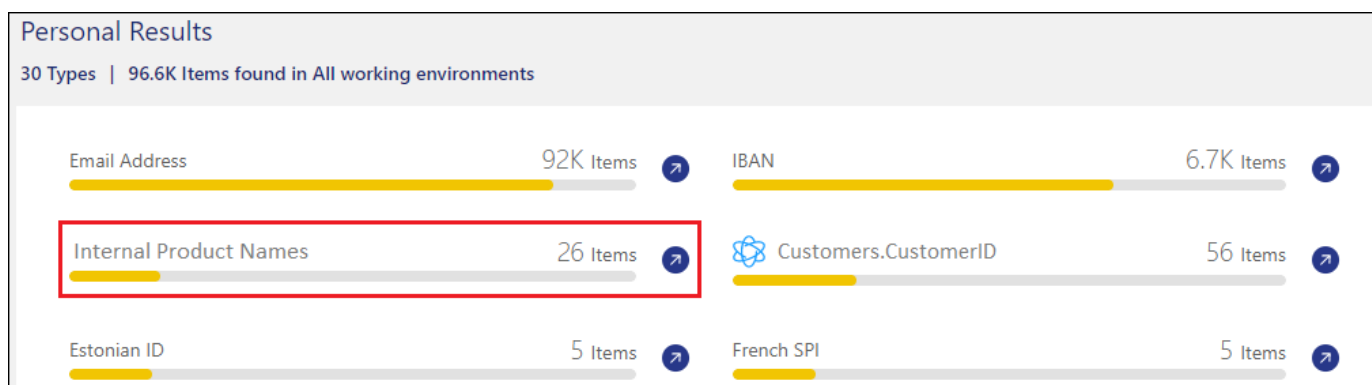 Personal Results
30 Types | 96.6K Items found in All working environments
Email Address 92K Items
IBAN 6.7K Items
Internal Product Names 26 Items
Customers.CustomerID 56 Items
Estonian ID 5 Items
French SPI 5 Items